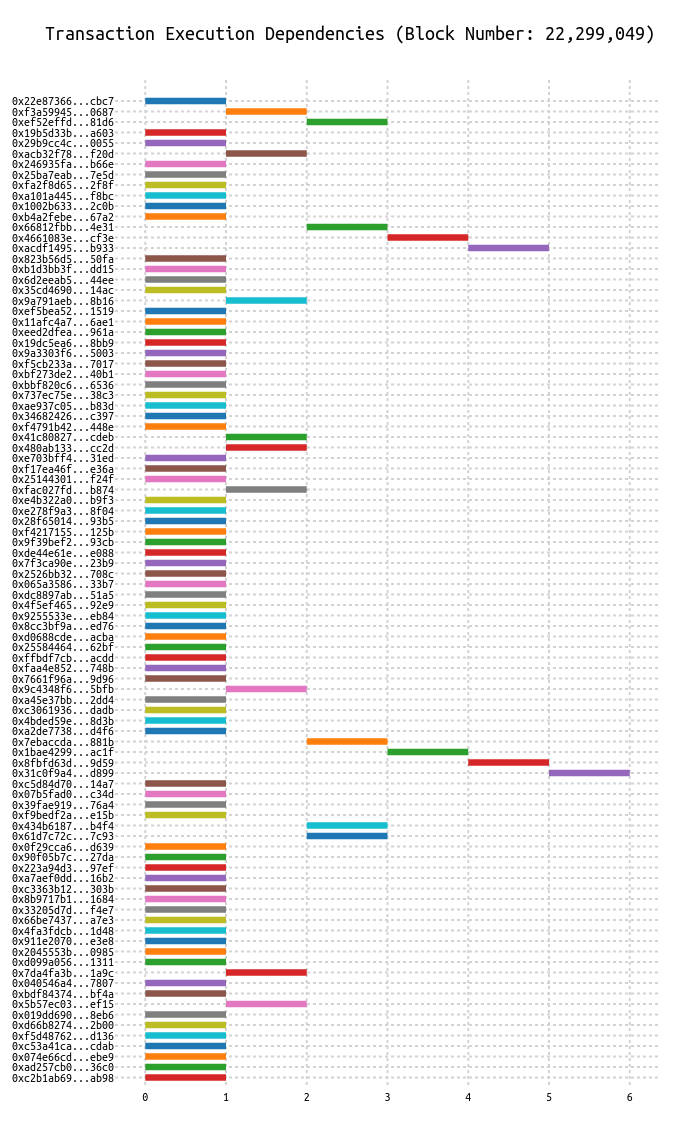 Transaction Execution Dependencies (Block Number: 22,299,049)
0x22e87366...cbc7
0xf3a59945...0687
0xef52effd...81d6
0x19b5d33b...a603
0x29b9cc4c...0055
0xacb32f78...f20d
0x246935fa...b66e
0x25ba7eab...7e5d
0xfa2f8d65...2f8f
0xa101a445...f8bc
0x1002b633...2c0b
0xb4a2febe...67a2
0x66812fbb...4e31
0x4661083e...cf3e
0xacdf1495...b933
0x823b56d5...50fa
0xb1d3bb3f...dd15
0x6d2eeab5...44ee
0x35cd4690...14ac
0x9a791aeb...8b16
0xef5bea52...1519
0x11afc4a7...6ae1
0xeed2dfea...961a
0x19dc5ea6...8bb9
0x9a3303f6...5003
0xf5cb233a...7017
0xbf273de2...40b1
0xbbf820c6...6536
0x737ec75e...38c3
0xae937c05...b83d
0x34682426...c397
0xf4791b42...448e
0x41c80827...cdeb
0x480ab133...cc2d
0xe703bff4...31ed
0xf17ea46f...e36a
0x25144301...f24f
0xfac027fd...b874
0xe4b322a0...b9f3
0xe278f9a3...8f04
0x28f65014...93b5
0xf4217155...125b
0x9f39bef2...93cb
0xde44e61e...e088
0x7f3ca90e...23b9
0x2526bb32...708c
0x065a3586...33b7
0xdc8897ab...51a5
0x4f5ef465...92e9
0x9255533e...eb84
0x8cc3bf9a...ed76
0xd0688cde...acba
0x25584464...62bf
0xffbdf7cb...acdd
0xfaa4e852...748b
0x7661f96a...9d96
0x9c4348f6...5bfb
0xa45e37bb...2dd4
0xc3061936...dadb
0x4bded59e...8d3b
0xa2de7738...d4f6
0x7ebaccda...881b
0x1bae4299...ac1f
0x8fbfd63d...9d59
0x31c0f9a4...d899
0xc5d84d70...14a7
0x07b5fad0...c34d
0x39fae919...76a4
0xf9bedf2a...e15b
0x434b6187...b4f4
0x61d7c72c...7c93
0x0f29cca6...d639
0x90f05b7c...27da
0x223a94d3...97ef
0xa7aef0dd...16b2
0xc3363b12...303b
0x8b9717b1...1684
0x33205d7d...f4e7
0x66be7437...a7e3
0x4fa3fdcb...1d48
0x911e2070...e3e8
0x2045553b...0985
0xd099a056...1311
0x7da4fa3b...1a9c
0x040546a4...7807
0xbdf84374...bf4a
0x5b57ec03...ef15
0x019dd690...8eb6
0xd66b8274...2b00
0xf5d48762...d136
0xc53a41ca...cdab
0x074e66cd...ebe9
0xad257cb0...36c0
0xc2b1ab69...ab98
0 1 2 3 4 5 6